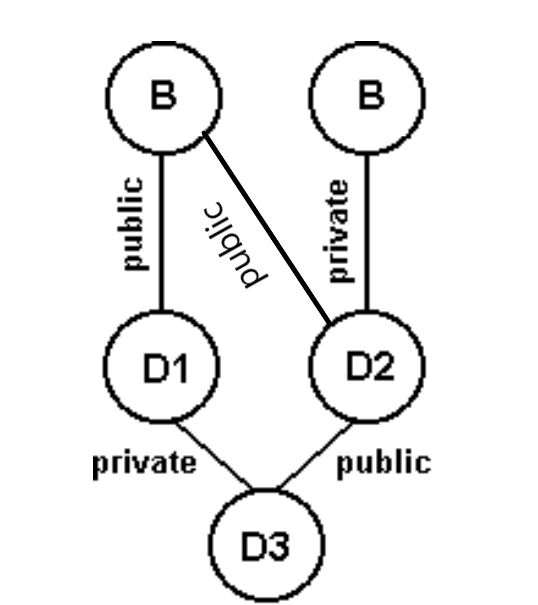 B
B
public
public
private
D1
D2
private
public
D3